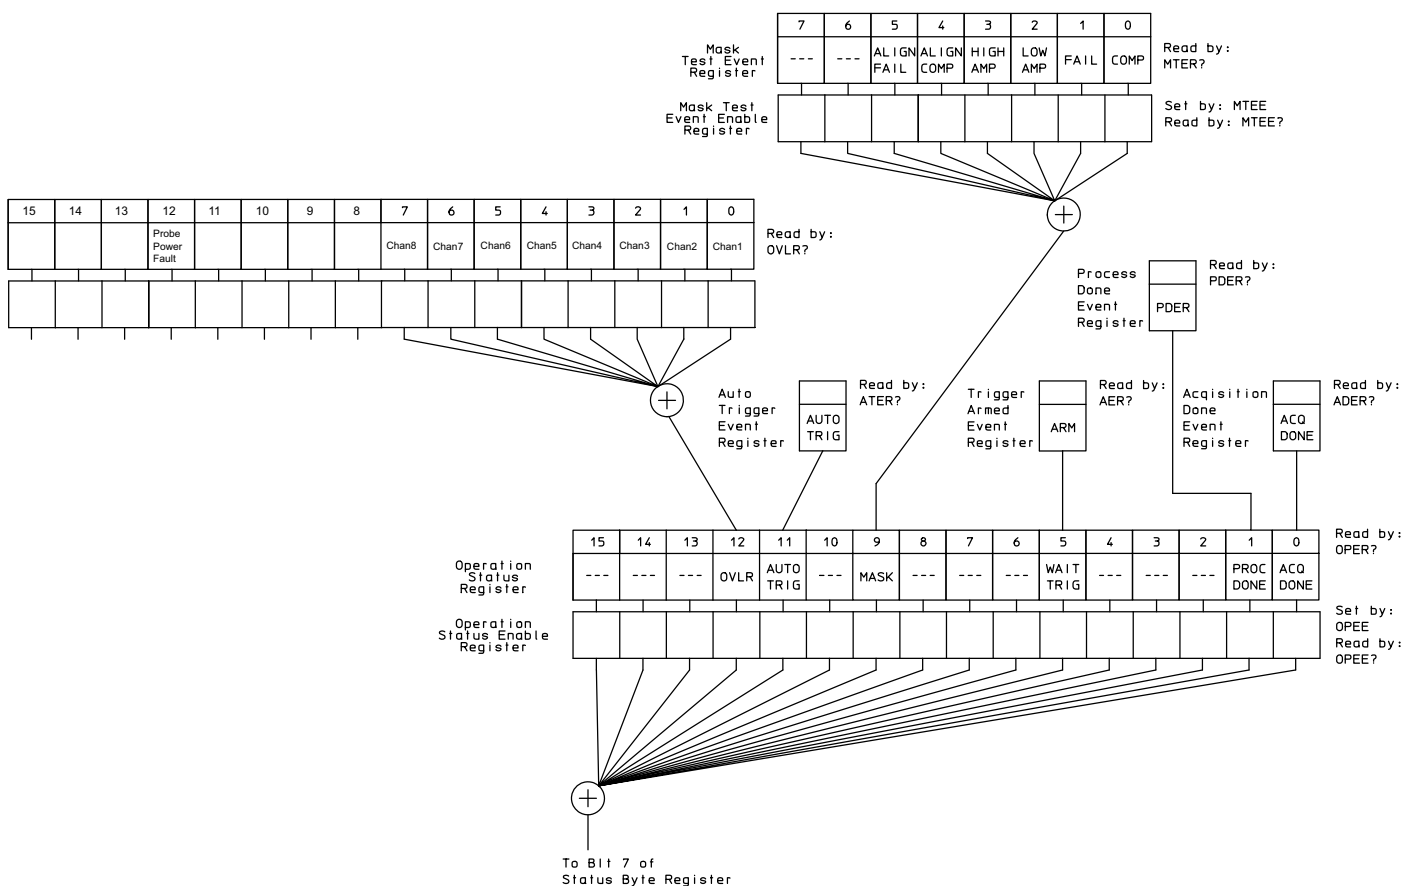 7 6 5 4 3 2 1 0
Mask
Test Event
Register
--- --- ALIGN ALIGN HIGH LOW FAIL COMP
FAIL COMP AMP AMP
Read by:
MTER?
Mask Test
Event Enable
Register
Set by: MTEE
Read by: MTEE?
15 14 13 12 11 10 9 8 7 6 5 4 3 2 1 0
Probe
Power
Fault
Chan8 Chan7 Chan6 Chan5 Chan4 Chan3 Chan2 Chan1
Read by:
OVLR?
Process
Done
Event
Register
PDER
Read by:
PDER?
Auto
Trigger
Event
Register
AUTO
TRIG
Read by:
ATER?
Trigger
Armed
Event
Register
ARM
Read by:
AER?
Acqisition
Done
Event
Register
ACQ
DONE
Read by:
ADER?
15 14 13 12 11 10 9 8 7 6 5 4 3 2 1 0
Operation
Status
Register
--- --- --- OVLR AUTO --- MASK --- --- --- WAIT --- --- --- PROC ACQ
TRIG TRIG DONE DONE
Read by:
OPER?
Operation
Status Enable
Register
Set by:
OPEE
Read by:
OPEE?
To BIt 7 of
Status Byte Register